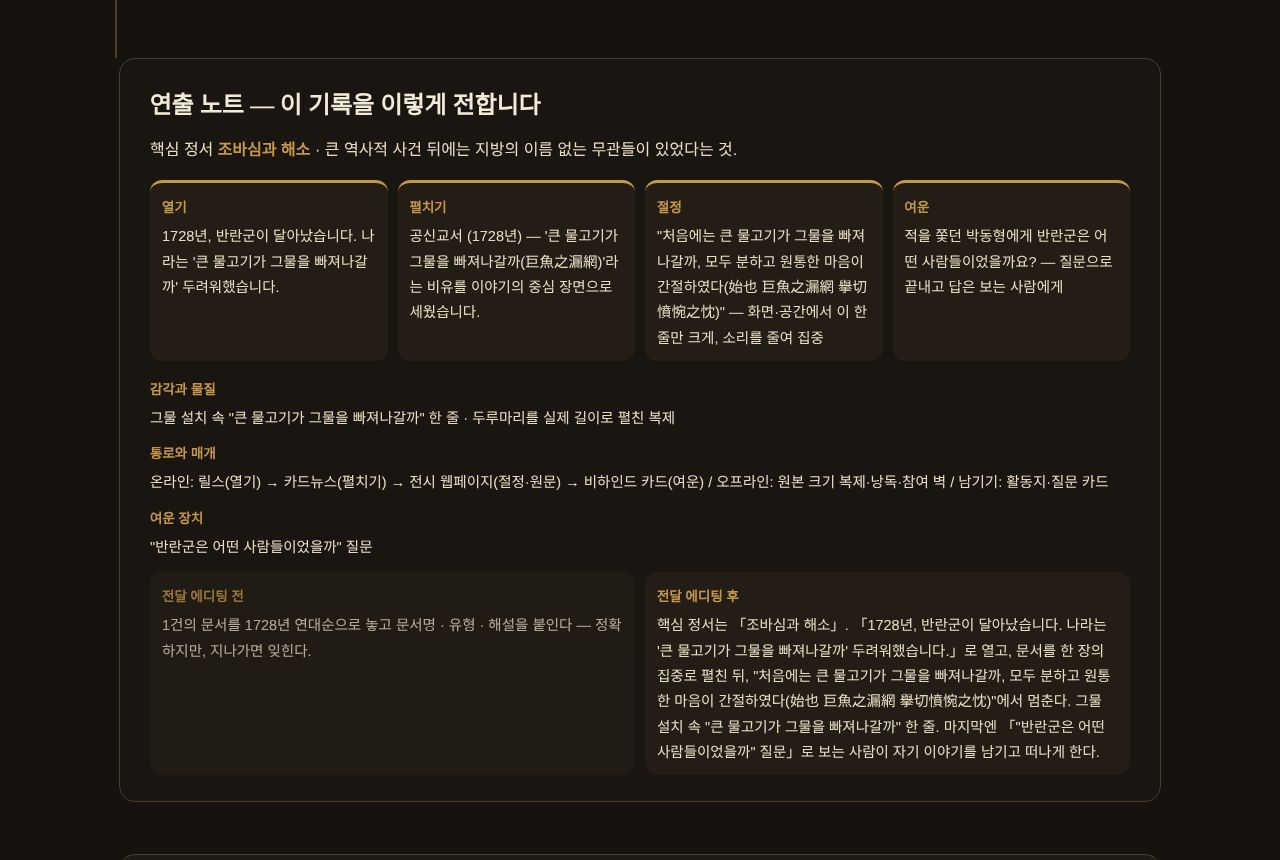 연출 노트 — 이 기록을 이렇게 전합니다
핵심 정서 조바심과 해소 · 큰 역사적 사건 뒤에는 지방의 이름 없는 무관들이 있었다는 것.
열기
1728년, 반란군이 달아났습니다. 나
라는 '큰 물고기가 그물을 빠져나갈
까' 두려워했습니다.
펼치기
공신교서 (1728년) — '큰 물고기가
그물을 빠져나갈까(巨魚之漏網)'라
는 비유를 이야기의 중심 장면으로
세웠습니다.
절정
"처음에는 큰 물고기가 그물을 빠져
나갈까, 모두 분하고 원통한 마음이
간절하였다(始也 巨魚之漏網 擧切
憤惋之忱)" — 화면·공간에서 이 한
줄만 크게, 소리를 줄여 집중
여운
적을 쫓던 박동형에게 반란군은 어
떤 사람들이었을까요? — 질문으로
끝내고 답은 보는 사람에게
감각과 물질
그물 설치 속 "큰 물고기가 그물을 빠져나갈까" 한 줄 · 두루마리를 실제 길이로 펼친 복제
통로와 매개
온라인: 릴스(열기) → 카드뉴스(펼치기) → 전시 웹페이지(절정·원문) → 비하인드 카드(여운) / 오프라인: 원본 크기 복제·낭독·참여 벽 / 남기기: 활동지·질문 카드
여운 장치
"반란군은 어떤 사람들이었을까" 질문
전달 에디팅 전
1건의 문서를 1728년 연대순으로 놓고 문서명 · 유형 · 해설을 붙인다 — 정확
하지만, 지나가면 잊힌다.
전달 에디팅 후
핵심 정서는 「조바심과 해소」. 「1728년, 반란군이 달아났습니다. 나라는
'큰 물고기가 그물을 빠져나갈까' 두려워했습니다.」로 열고, 문서를 한 장의
집중로 펼친 뒤, "처음에는 큰 물고기가 그물을 빠져나갈까, 모두 분하고 원통
한 마음이 간절하였다(始也 巨魚之漏網 擧切憤惋之忱)"에서 멈춘다. 그물
설치 속 "큰 물고기가 그물을 빠져나갈까" 한 줄. 마지막엔 「"반란군은 어떤
사람들이었을까" 질문」로 보는 사람이 자기 이야기를 남기고 떠나게 한다.